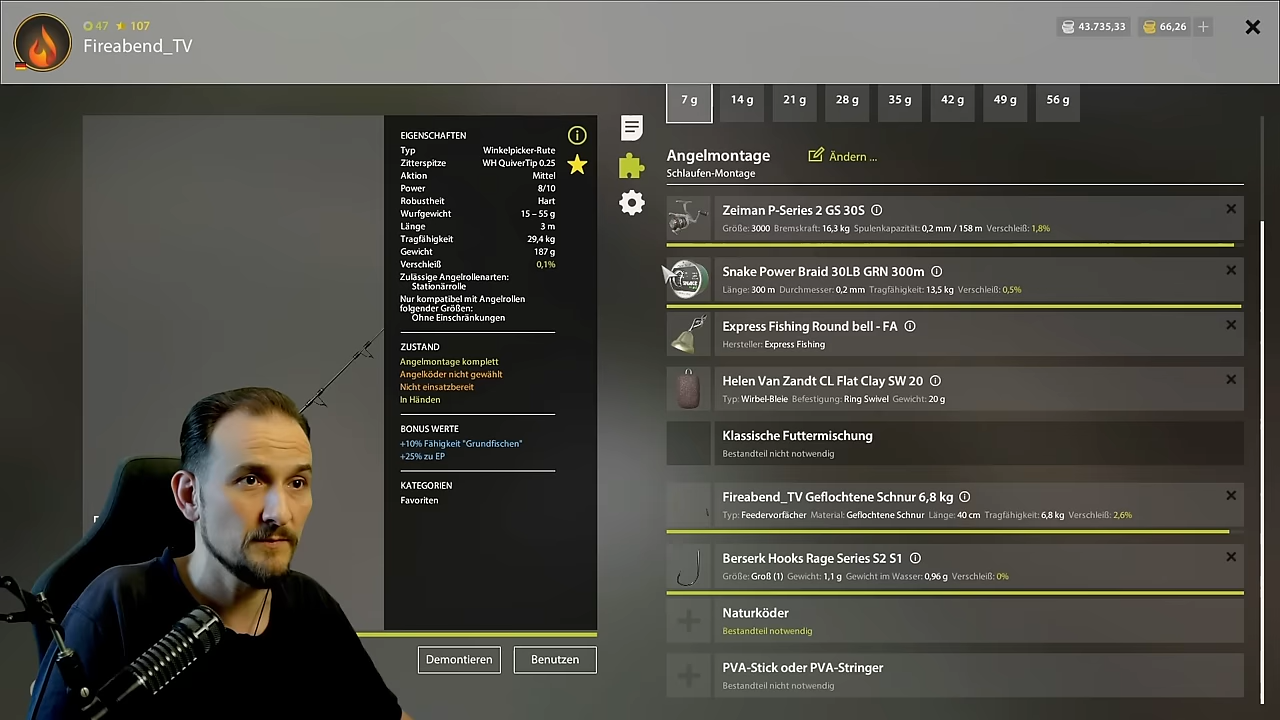 47 107
Fireabend_TV
43.735,33
66,26
EIGENSCHAFTEN
Typ Winkelpicker-Rute
Zitterspitze WH QuiverTip 0.25
Aktion Mittel
Power 8/10
Robustheit Hart
Wurfgewicht 15 – 55 g
Länge 3 m
Tragfähigkeit 29,4 kg
Gewicht 187 g
Verschleiß 0,1%
Zulässige Angelrollenarten:
Stationärrolle
Nur kompatibel mit Angelrollen
folgender Größen:
Ohne Einschränkungen
ZUSTAND
Angelmontage komplett
Angelköder nicht gewählt
Nicht einsatzbereit
In Händen
BONUS WERTE
+10% Fähigkeit "Grundfischen"
+25% zu EP
KATEGORIEN
Favoriten
Demontieren
Benutzen
7 g 14 g 21 g 28 g 35 g 42 g 49 g 56 g
Angelmontage
Ändern ...
Schlaufen-Montage
Zeiman P-Series 2 GS 30S
Größe: 3000 Bremskraft: 16,3 kg Spulenkapazität: 0,2 mm / 158 m Verschleiß: 1,8%
Snake Power Braid 30LB GRN 300m
Länge: 300 m Durchmesser: 0,2 mm Tragfähigkeit: 13,5 kg Verschleiß: 0,5%
Express Fishing Round bell - FA
Hersteller: Express Fishing
Helen Van Zandt CL Flat Clay SW 20
Typ: Wirbel-Bleie Befestigung: Ring Swivel Gewicht: 20 g
Klassische Futtermischung
Bestandteil nicht notwendig
Fireabend_TV Geflochtene Schnur 6,8 kg
Typ: Feedervorfächer Material: Geflochtene Schnur Länge: 40 cm Tragfähigkeit: 6,8 kg Verschleiß: 2,6%
Berserk Hooks Rage Series S2 S1
Größe: Groß (1) Gewicht: 1,1 g Gewicht im Wasser: 0,96 g Verschleiß: 0%
Naturköder
Bestandteil notwendig
PVA-Stick oder PVA-Stringer
Bestandteil nicht notwendig